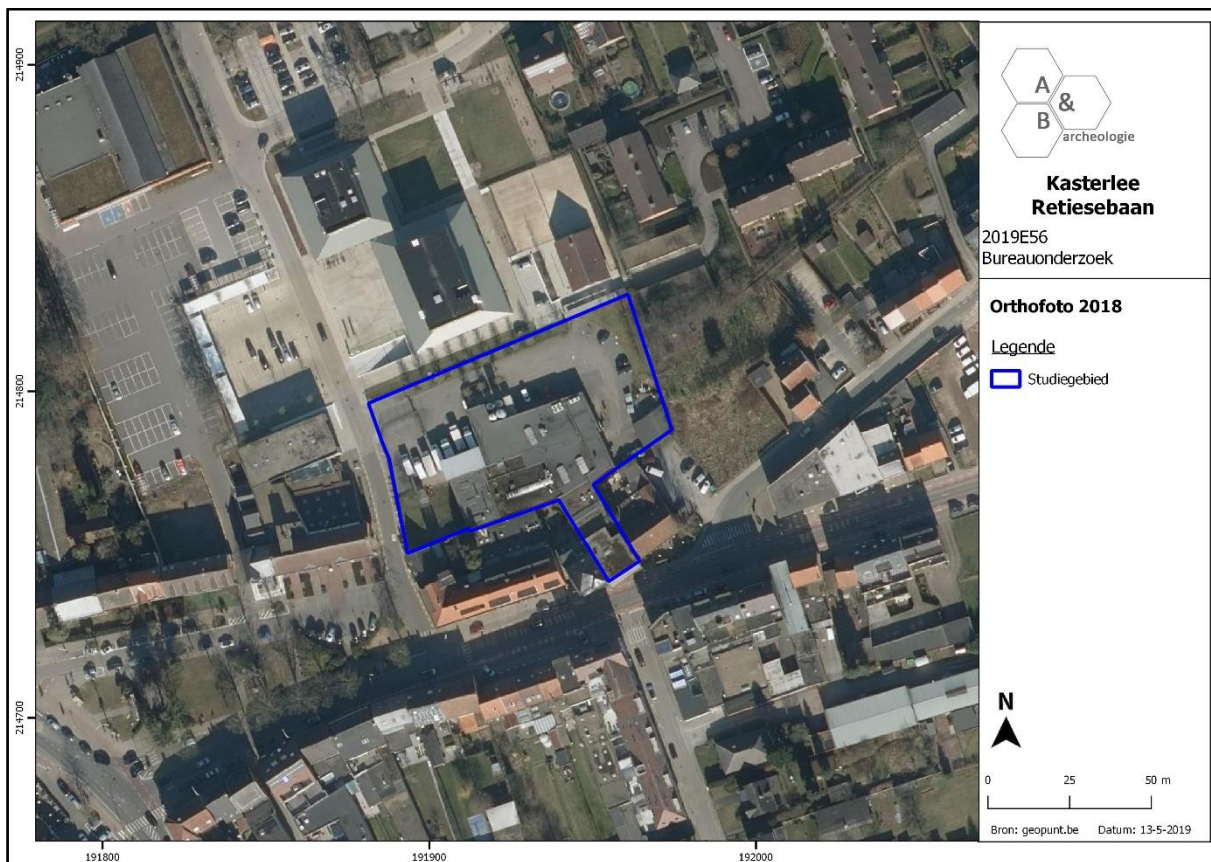 214900
214800
214700
191800
191900
192000
A
&
B
archeologie
Kasterlee
Retiesebaan
2019E56
Bureauonderzoek
Orthofoto 2018
Legende
Studiegebied
N
0 25 50 m
Bron: geopunt.be Datum: 13-5-2019